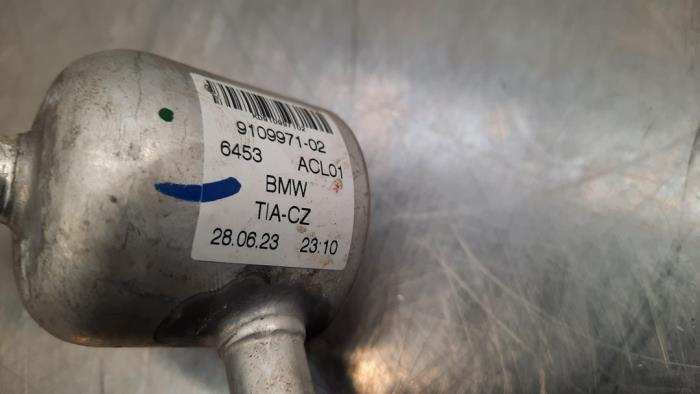 9109971-02
6453 ACL01
BMW
TIA-CZ
28.06.23 23:10